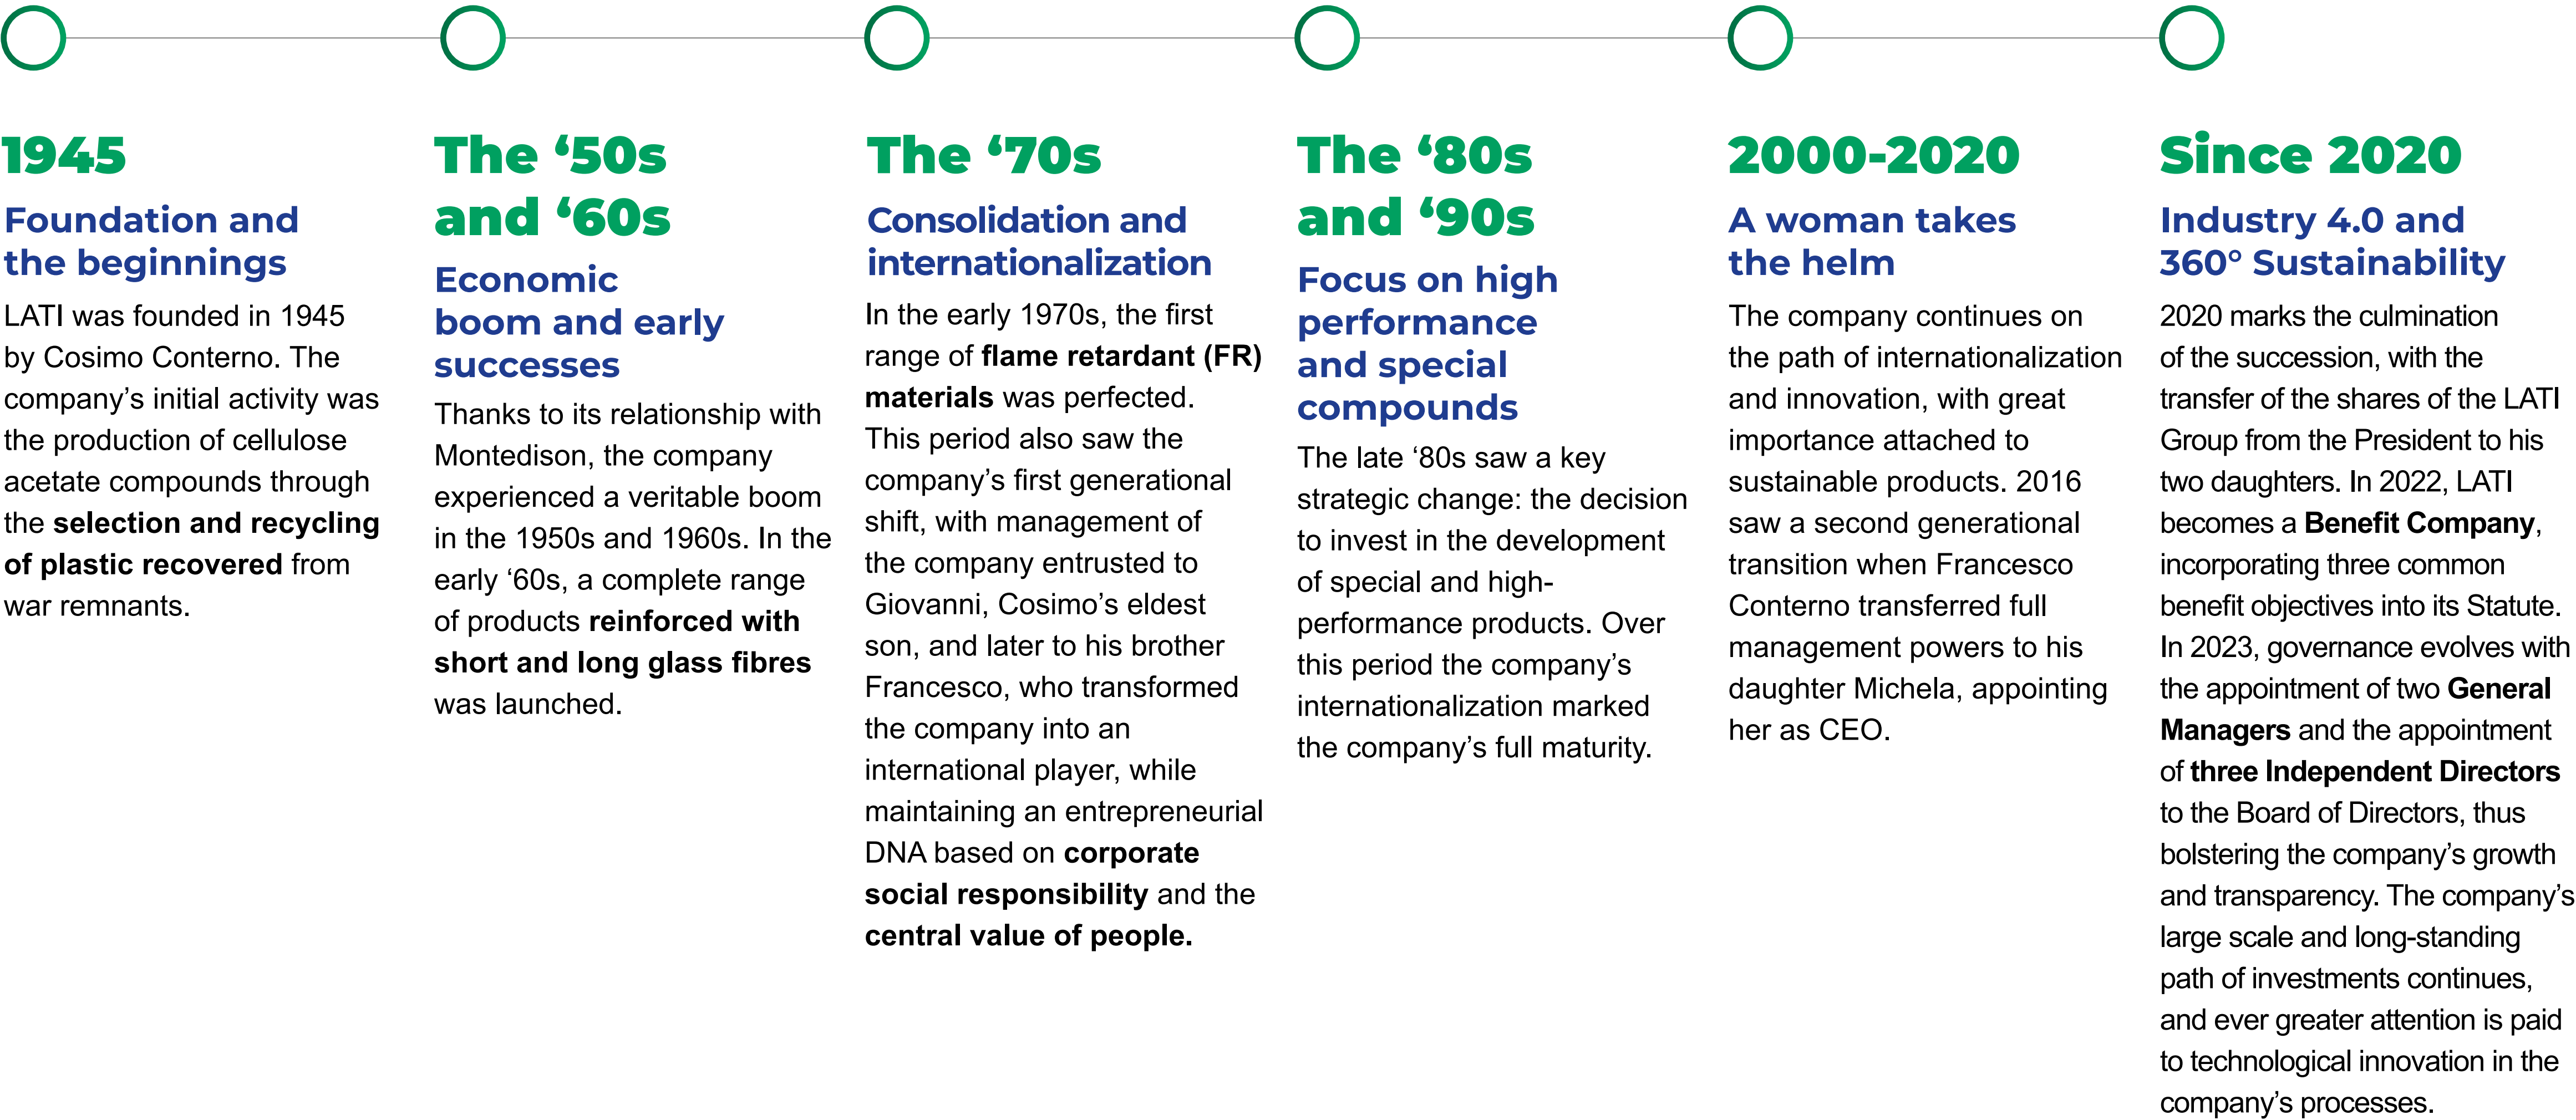 1945
Foundation and
the beginnings
LATI was founded in 1945
by Cosimo Conterno. The
company’s initial activity was
the production of cellulose
acetate compounds through
the selection and recycling
of plastic recovered from
war remnants.
The ‘50s
and ‘60s
Economic
boom and early
successes
Thanks to its relationship with
Montedison, the company
experienced a veritable boom
in the 1950s and 1960s. In the
early ‘60s, a complete range
of products reinforced with
short and long glass fibres
was launched.
The ‘70s
Consolidation and
internationalization
In the early 1970s, the first
range of flame retardant (FR)
materials was perfected.
This period also saw the
company’s first generational
shift, with management of
the company entrusted to
Giovanni, Cosimo’s eldest
son, and later to his brother
Francesco, who transformed
the company into an
international player, while
maintaining an entrepreneurial
DNA based on corporate
social responsibility and the
central value of people.
The ‘80s
and ‘90s
Focus on high
performance
and special
compounds
The late ‘80s saw a key
strategic change: the decision
to invest in the development
of special and high-
performance products. Over
this period the company’s
internationalization marked
the company’s full maturity.
2000-2020
A woman takes
the helm
The company continues on
the path of internationalization
and innovation, with great
importance attached to
sustainable products. 2016
saw a second generational
transition when Francesco
Conterno transferred full
management powers to his
daughter Michela, appointing
her as CEO.
Since 2020
Industry 4.0 and
360° Sustainability
2020 marks the culmination
of the succession, with the
transfer of the shares of the LATI
Group from the President to his
two daughters. In 2022, LATI
becomes a Benefit Company,
incorporating three common
benefit objectives into its Statute.
In 2023, governance evolves with
the appointment of two General
Managers and the appointment
of three Independent Directors
to the Board of Directors, thus
bolstering the company’s growth
and transparency. The company’s
large scale and long-standing
path of investments continues,
and ever greater attention is paid
to technological innovation in the
company’s processes.